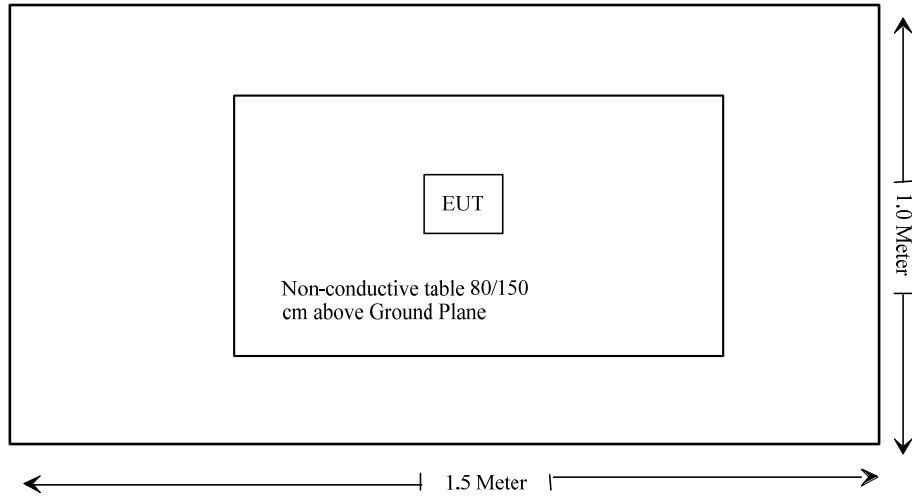 EUT
Non-conductive table 80/150
cm above Ground Plane
1.0 Meter
1.5 Meter